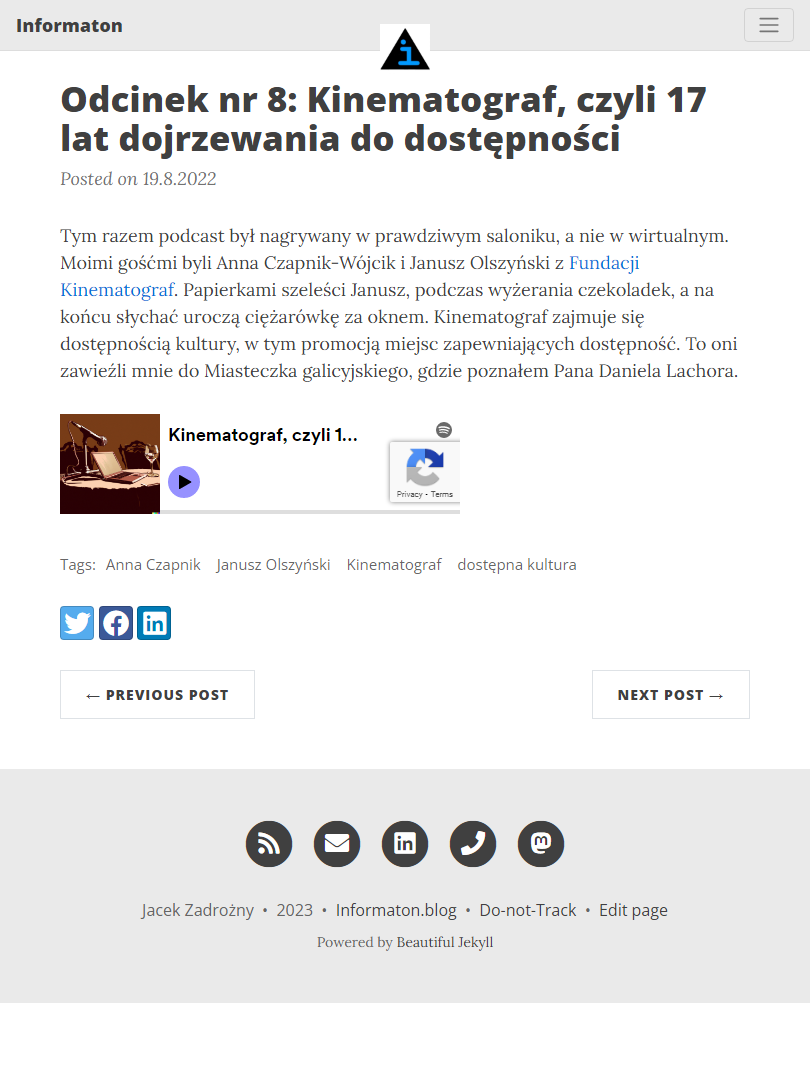 Informaton
Odcinek nr 8: Kinematograf, czyli 17
lat dojrzewania do dostępności
Posted on 19.8.2022
Tym razem podcast był nagrywany w prawdziwym saloniku, a nie w wirtualnym.
Moimi gośćmi byli Anna Czapnik-Wójcik i Janusz Olszyński z Fundacji
Kinematograf. Papierkami szeleści Janusz, podczas wyżerania czekoladek, a na
końcu słychać uroczą ciężarówkę za oknem. Kinematograf zajmuje się
dostępnością kultury, w tym promocją miejsc zapewniających dostępność. To oni
zawieźli mnie do Miasteczka galicyjskiego, gdzie poznałem Pana Daniela Lachora.
Kinematograf, czyli 1...
Privacy - Terms
Tags: Anna Czapnik Janusz Olszyński Kinematograf dostępna kultura
← PREVIOUS POST
NEXT POST →
Jacek Zadrożny • 2023 • Informaton.blog • Do-not-Track • Edit page
Powered by Beautiful Jekyll